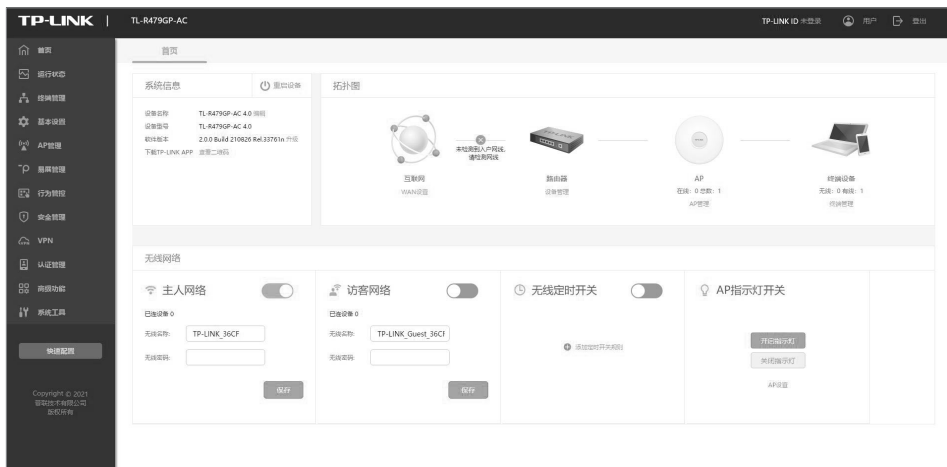 TP-LINK | TL-R479GP-AC TP-LINK ID 未登录 用户 登出
首页
运行状态
终端管理
基本设置
AP管理
易展管理
行为管控
安全管理
VPN
认证管理
高级功能
系统工具
快速配置
Copyright © 2021
普联技术有限公司
版权所有
首页
系统信息 重启设备
设备名称 TL-R479GP-AC 4.0 编辑
设备型号 TL-R479GP-AC 4.0
软件版本 2.0.0 Build 210826 Rel.33761n 升级
下载TP-LINK APP 查看二维码
拓扑图
未检测到入户网线,
请检测网线
TP-LINK
互联网
WAN设置
路由器
设备管理
AP
在线: 0 总数: 1
AP管理
终端设备
无线: 0 有线: 1
终端管理
无线网络
主人网络
已连设备 0
无线名称: TP-LINK_36CF
无线密码:
保存
访客网络
已连设备 0
无线名称: TP-LINK_Guest_36CF
无线密码:
保存
无线定时开关
添加定时开关规则
AP指示灯开关
开启指示灯
关闭指示灯
AP设置